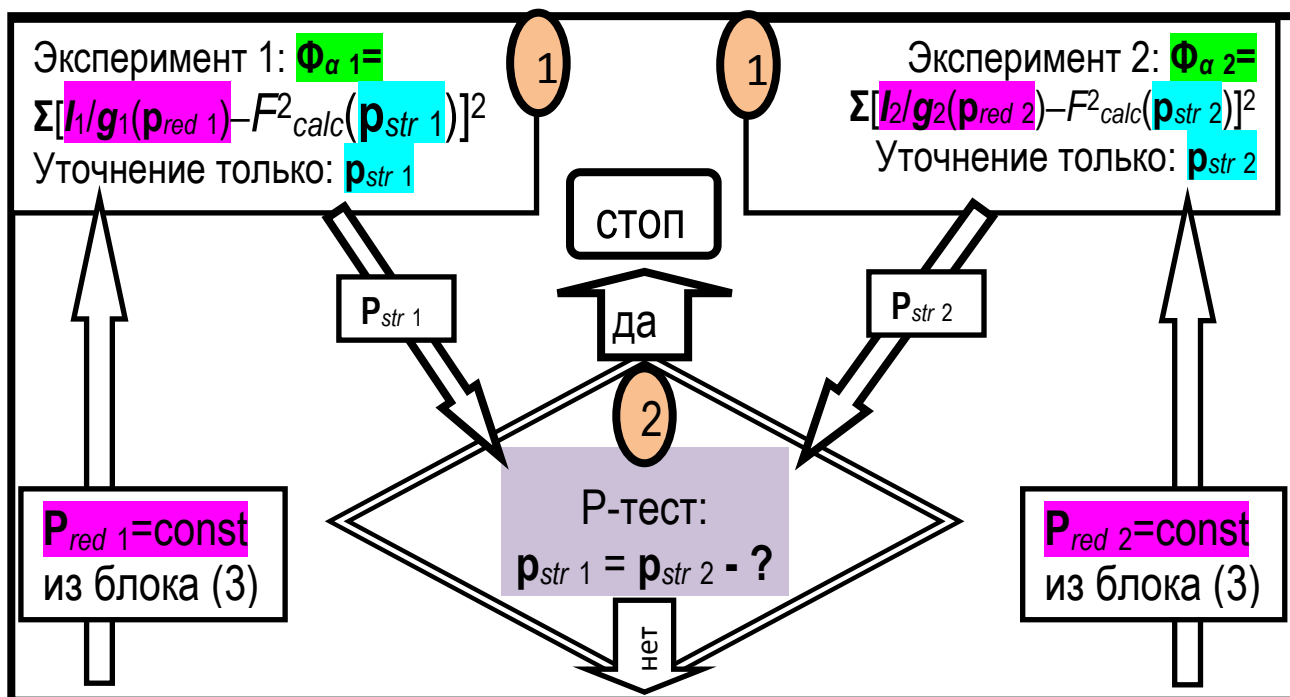 Эксперимент 1: Φα 1=
Σ[I1/g1(pred 1)–F2calc(pstr 1)]2
Уточнение только: pstr 1
1
1
Эксперимент 2: Φα 2=
Σ[I2/g2(pred 2)–F2calc(pstr 2)]2
Уточнение только: pstr 2
стоп
Pstr 1
да
Pstr 2
2
Р-тест:
pstr 1 = pstr 2 - ?
Pred 1=const
из блока (3)
Pred 2=const
из блока (3)
нет